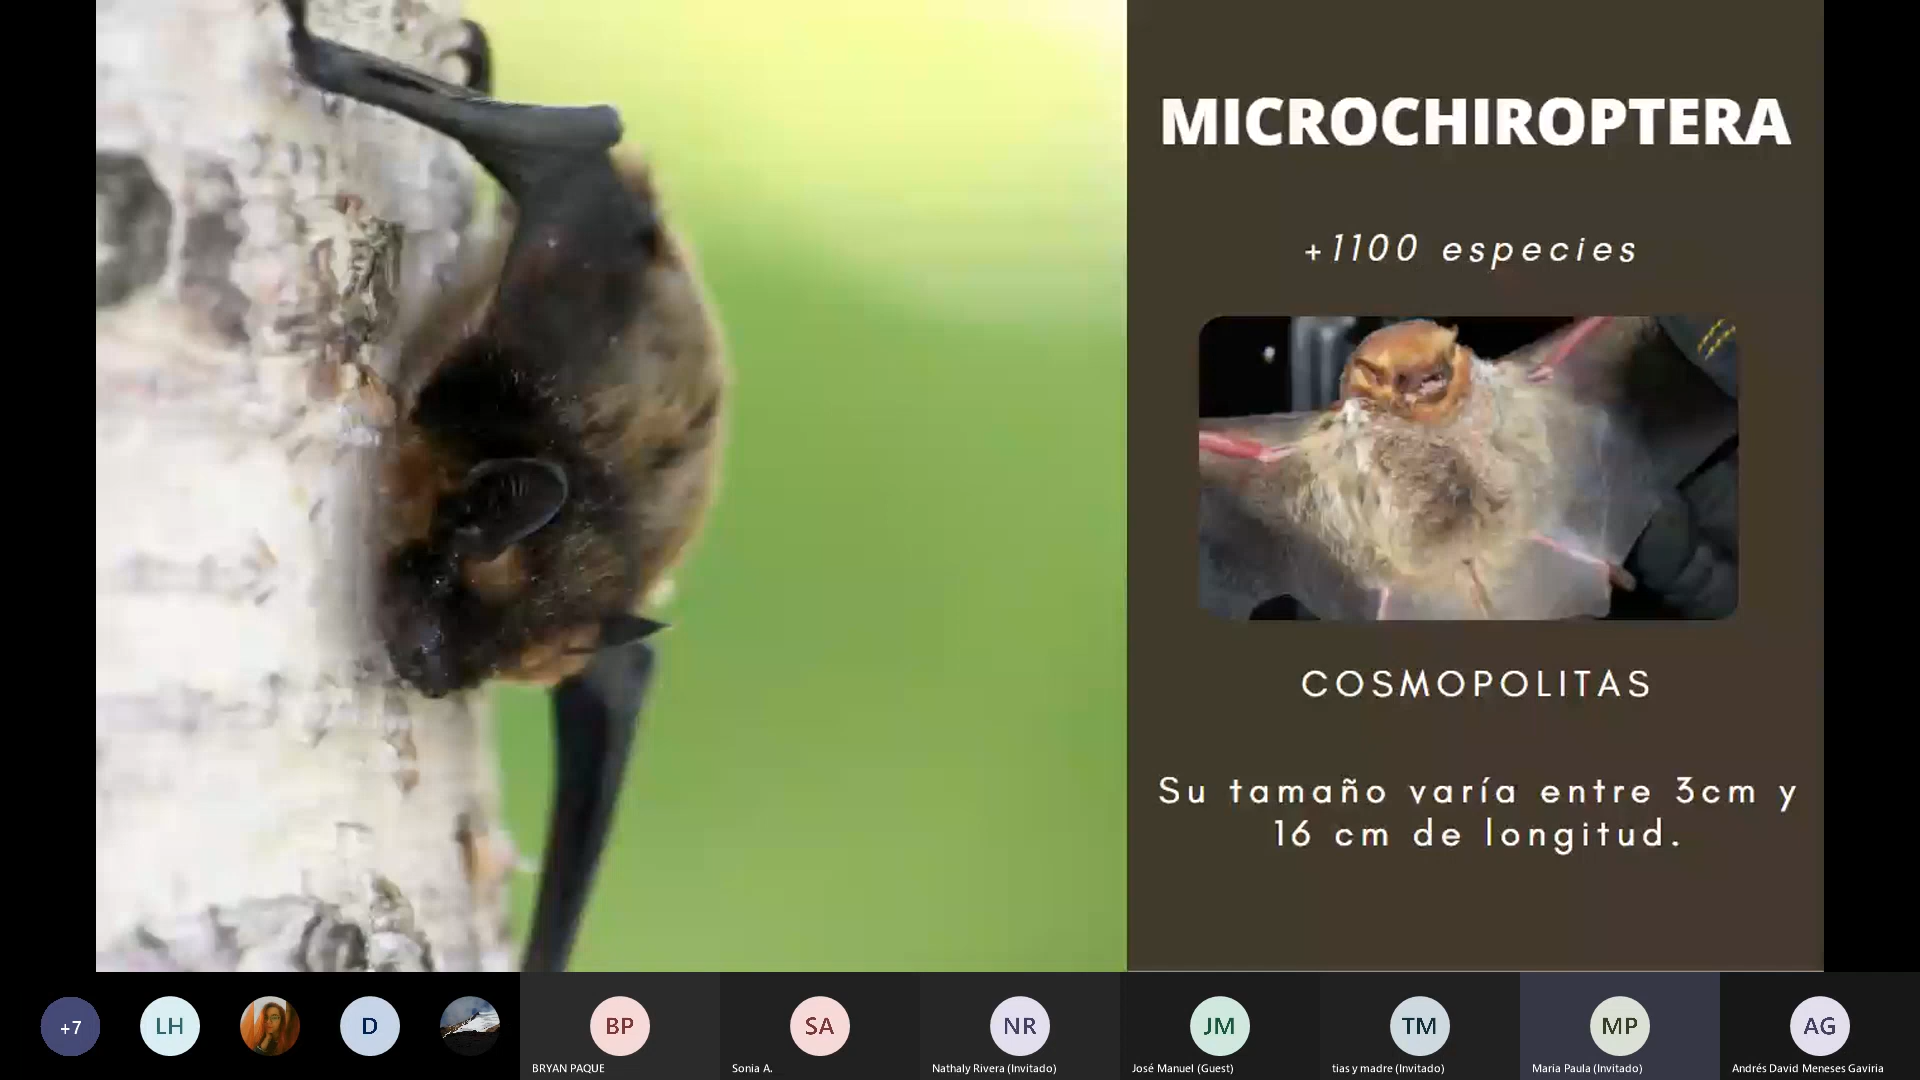 MICROCHIROPTERA
+1100 especies
COSMOPOLITAS
Su tamaño varía entre 3cm y
16 cm de longitud.
+7
LH
D
BP
SA
NR
JM
TM
MP
AG
BRYAN PAQUE
Sonia A.
Nathaly Rivera (Invitado)
José Manuel (Guest)
tias y madre (Invitado)
Maria Paula (Invitado)
Andrés David Meneses Gaviria